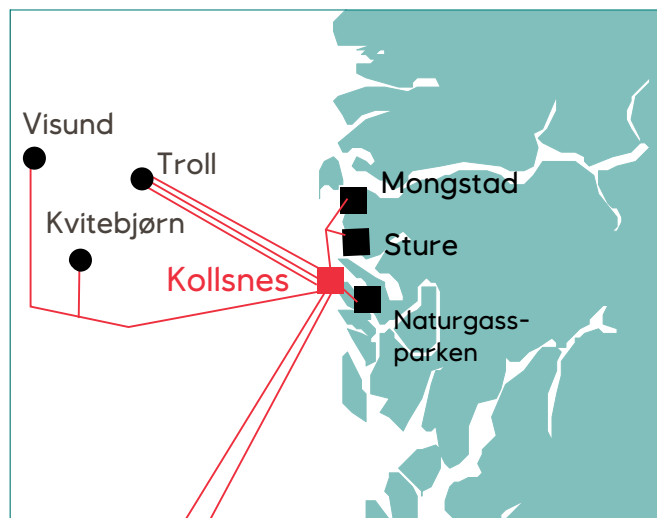 Visund
Troll
Mongstad
Kvitebjørn
Sture
Kollsnes
Naturgass-
parken